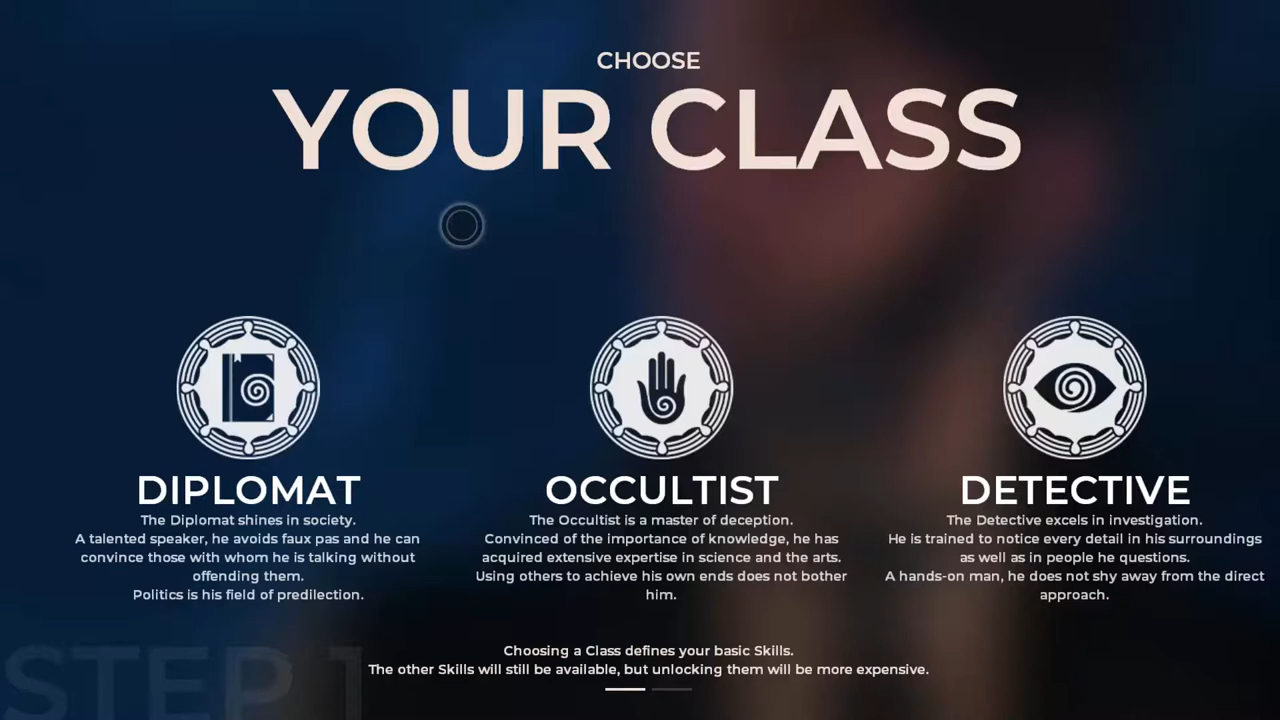 CHOOSE
YOUR CLASS
DIPLOMAT
The Diplomat shines in society.
A talented speaker, he avoids faux pas and he can
convince those with whom he is talking without
offending them.
Politics is his field of predilection.
OCCULTIST
The Occultist is a master of deception.
Convinced of the importance of knowledge, he has
acquired extensive expertise in science and the arts.
Using others to achieve his own ends does not bother
him.
DETECTIVE
The Detective excels in investigation.
He is trained to notice every detail in his surroundings
as well as in people he questions.
A hands-on man, he does not shy away from the direct
approach.
Choosing a Class defines your basic Skills.
The other Skills will still be available, but unlocking them will be more expensive.
STEP 1